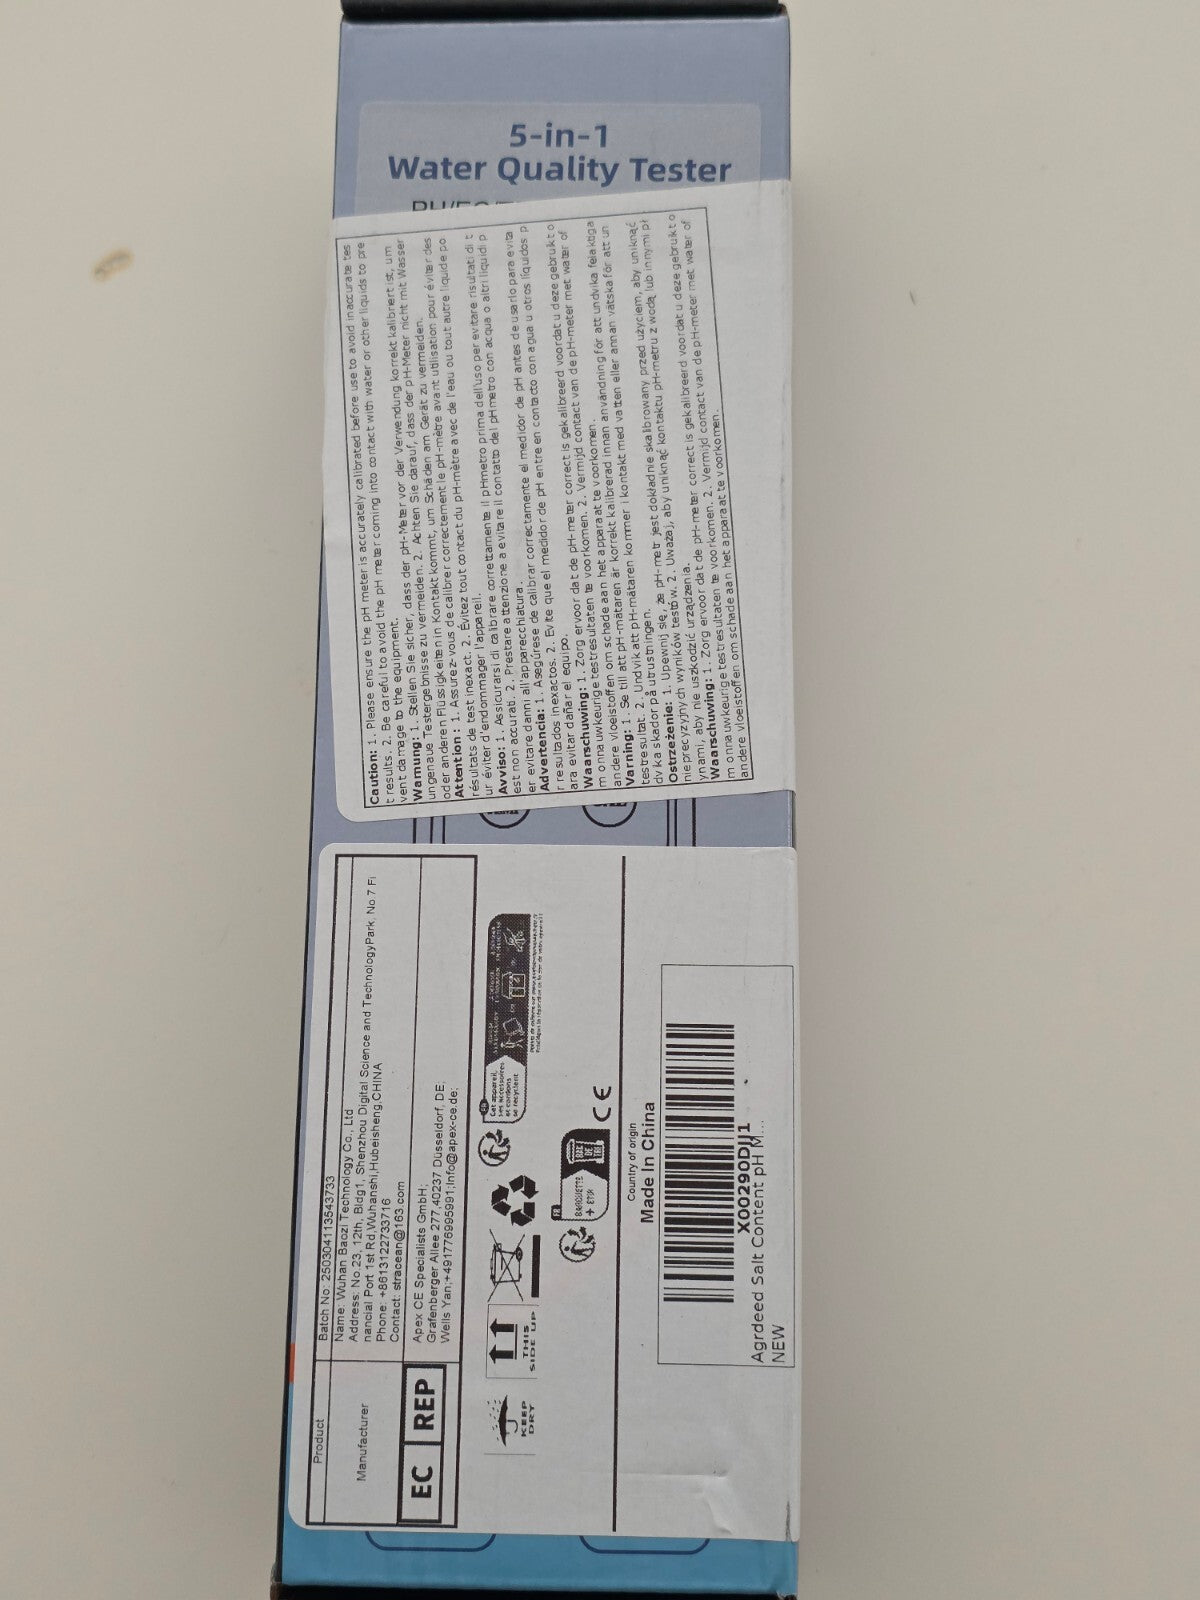 5-in-1
Water Quality Tester
Caution: 1. Please ensure the pH meter is accurately calibrated before use to avoid inaccurate tes
t results. 2. Be careful to avoid the pH meter coming into contact with water or other liquids to pre
vent damage to the equipment.
Warnung: 1. Stellen Sie sicher, dass der pH-Meter vor der Verwendung korrekt kalibriert ist, um
ungenaue Testergebnisse zu vermeiden. 2. Achten Sie darauf, dass der pH-Meter nicht mit Wasser
oder anderen Flüssigkeiten in Kontakt kommt, um Schäden am Gerät zu vermeiden.
Attention : 1. Assurez-vous de calibrer correctement le pH-mètre avant utilisation pour éviter des
résultats de test inexact. 2. Évitez tout contact du pH-mètre avec de l'eau ou tout autre liquide po
ur éviter d'endommager l'appareil.
Avviso: 1. Assicurarsi di calibrare correttamente il pHmetro prima dell'uso per evitare risultati di t
est non accurati. 2. Prestare attenzione a evitare il contatto del pHmetro con acqua o altri liquidi p
er evitare danni all'apparecchiatura.
Advertencia: 1. Asegúrese de calibrar correctamente el medidor de pH antes de usarlo para evita
r resultados inexactos. 2. Evite que el medidor de pH entre en contacto con agua u otros líquidos p
ara evitar dañar el equipo.
Waarschuwing: 1. Zorg ervoor dat de pH-meter correct is gekalibreerd voordat u deze gebruikt o
m onnauwkeurige testresultaten te voorkomen. 2. Vermijd contact van de pH-meter met water of
andere vloeistoffen om schade aan het apparaat te voorkomen.
Varning: 1. Se till att pH-mätaren är korrekt kalibrerad innan användning för att undvika felaktiga
testresultat. 2. Undvik att pH-mätaren kommer i kontakt med vatten eller annan vätska för att un
dvika skador på utrustningen.
Ostrzeżenie: 1. Upewnij się, że pH-metr jest dokładnie skalibrowany przed użyciem, aby uniknąć
nieprecyzyjnych wyników testów. 2. Uważaj, aby uniknąć kontaktu pH-metru z wodą lub innymi pł
ynami, aby nie uszkodzić urządzenia.
Waarschuwing: 1. Zorg ervoor dat de pH-meter correct is gekalibreerd voordat u deze gebruikt o
m onnauwkeurige testresultaten te voorkomen. 2. Vermijd contact van de pH-meter met water of
andere vloeistoffen om schade aan het apparaat te voorkomen.
Product
Batch No: 250304113543733
Manufacturer
Name: Wuhan Baozi Technology Co., Ltd
Address: No.23, 12th, Bldg1, Shenzhou Digital Science and TechnologyPark, No.7 Fi
nancial Port 1st Rd,Wuhanshi,Hubeisheng,CHINA
Phone: +8613122733716
Contact: stracean@163.com
EC REP
Apex CE Specialists GmbH;
Grafenberger Allee 277,40237 Düsseldorf, DE;
Wells Yan;+4917769959 91;Info@apex-ce.de;
KEEP
DRY
THIS
SIDE UP
FR
Cet appareil,
ses accessoires
et cordons
se recyclent
FR
BARQUETTE
+ ÉTUI
BAC
DE
TRI
CE
Country of origin
Made In China
X00290DJJ1
Agrdeed Salt Content pH M...
NEW